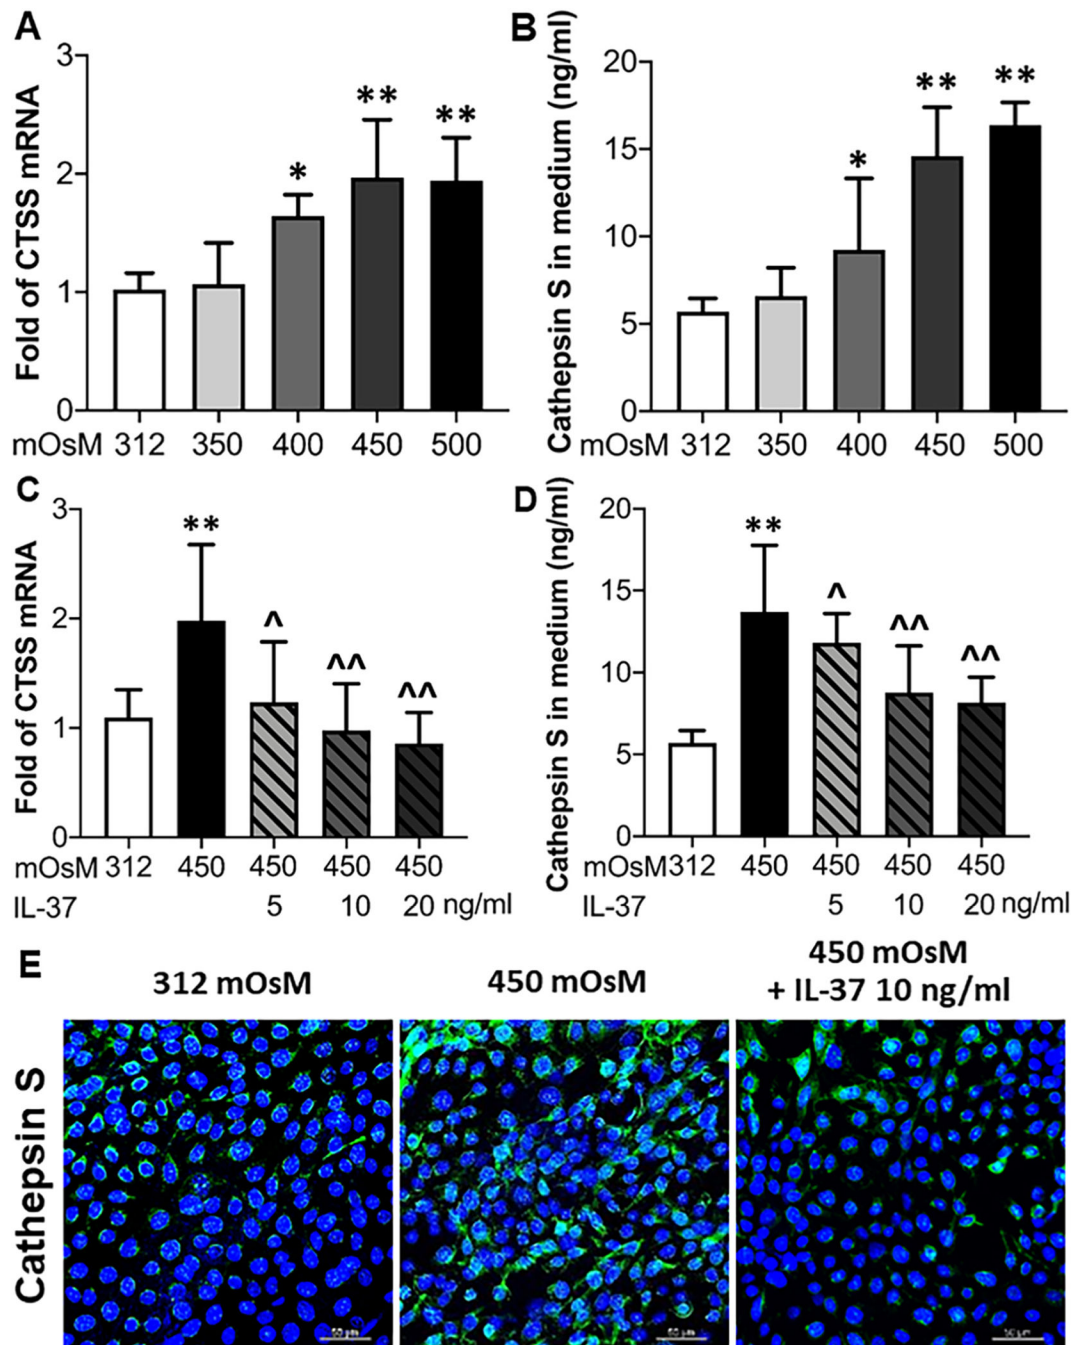 A
Fold of CTSS mRNA
3
2
1
0
*
**
**
mOsM 312 350 400 450 500
B
Cathepsin S in medium (ng/ml)
20
15
10
5
0
*
**
**
mOsM 312 350 400 450 500
C
Fold of CTSS mRNA
3
2
1
0
**
^
^^
^^
mOsM 312 450 450 450 450
IL-37 5 10 20 ng/ml
D
Cathepsin S in medium (ng/ml)
20
15
10
5
0
**
^
^^
^^
mOsM 312 450 450 450 450
IL-37 5 10 20 ng/ml
E
312 mOsM
450 mOsM
450 mOsM
+ IL-37 10 ng/ml
Cathepsin S